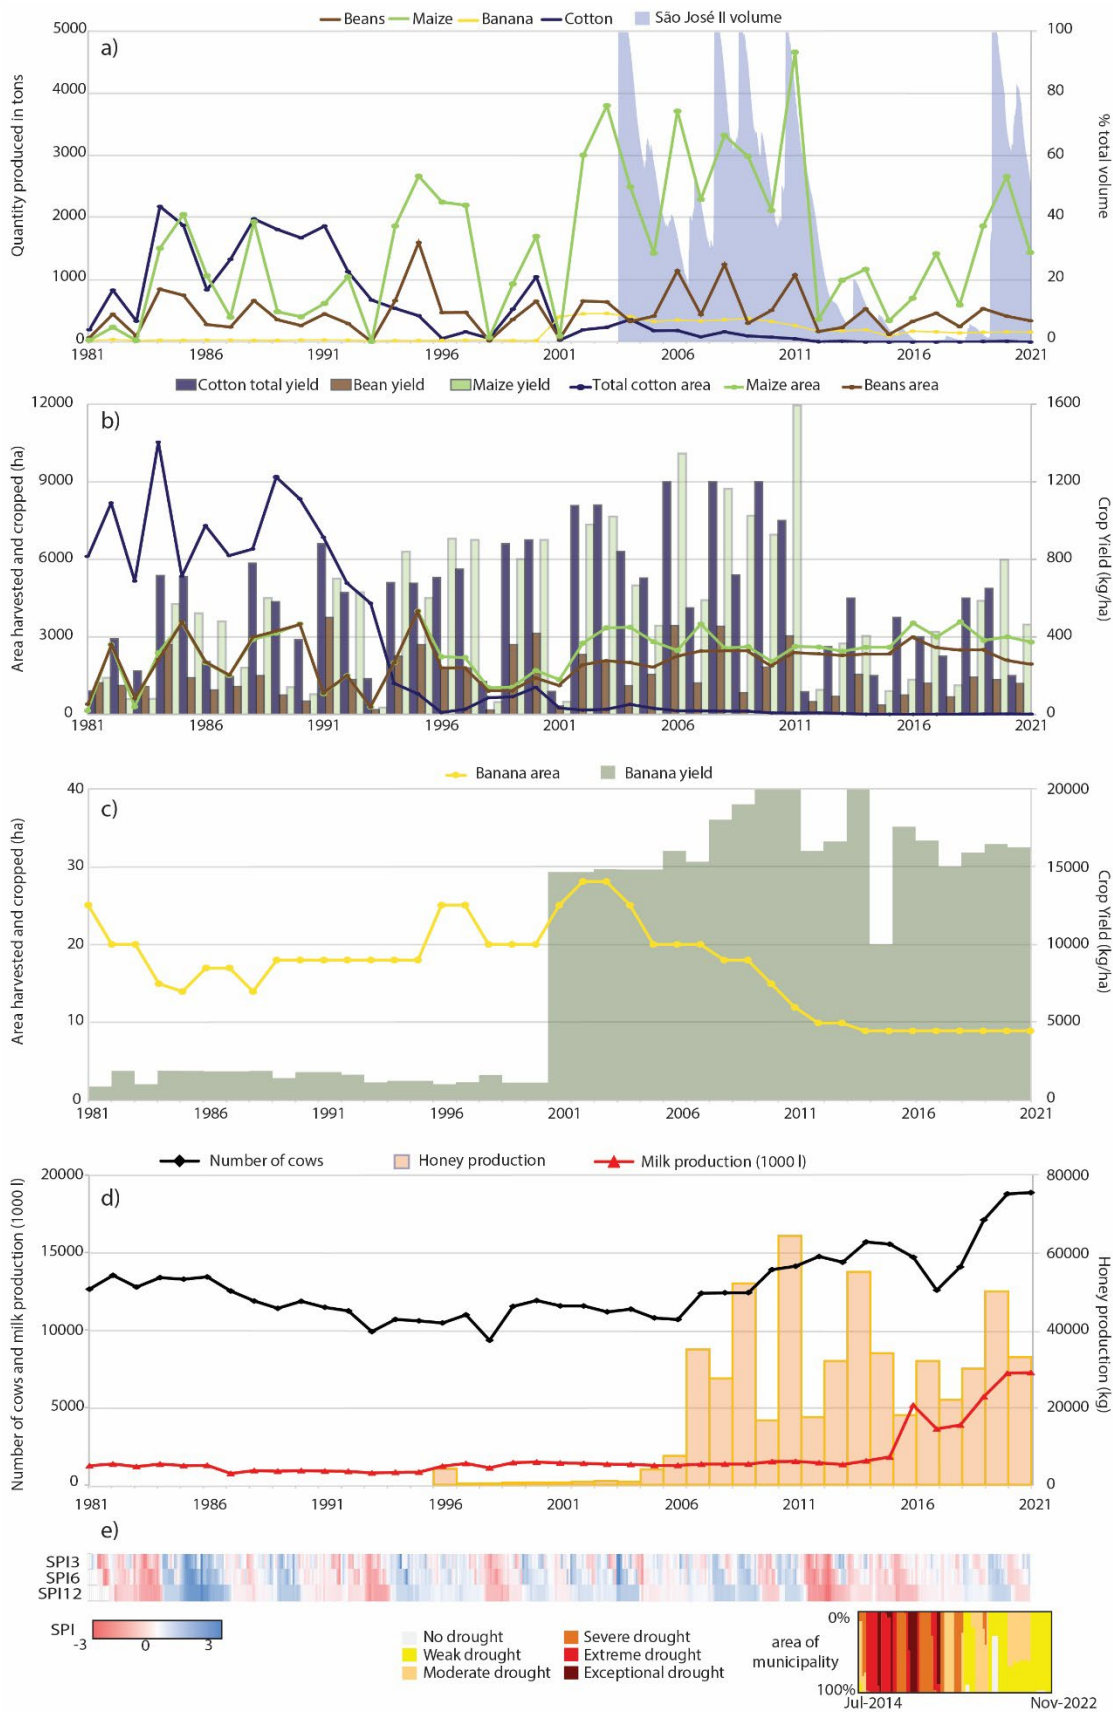 Beans Maize Banana Cotton São José II volume
a)
5000 100
4000 80
3000 60
2000 40
1000 20
0 0
Quantity produced in tons
% total volume
1981 1986 1991 1996 2001 2006 2011 2016 2021
Cotton total yield Bean yield Maize yield Total cotton area Maize area Beans area
b)
12000 1600
9000 1200
6000 800
3000 400
0 0
Area harvested and cropped (ha)
Crop Yield (kg/ha)
1981 1986 1991 1996 2001 2006 2011 2016 2021
Banana area Banana yield
c)
40 20000
30 15000
20 10000
10 5000
0 0
Area harvested and cropped (ha)
Crop Yield (kg/ha)
1981 1986 1991 1996 2001 2006 2011 2016 2021
Number of cows Honey production Milk production (1000 l)
d)
20000 80000
15000 60000
10000 40000
5000 20000
0 0
Number of cows and milk production (1000 l)
Honey production (kg)
1981 1986 1991 1996 2001 2006 2011 2016 2021
e)
SPI3
SPI6
SPI12
SPI
-3 0 3
No drought Severe drought
Weak drought Extreme drought
Moderate drought Exceptional drought
0%
area of
municipality
100%
Jul-2014 Nov-2022